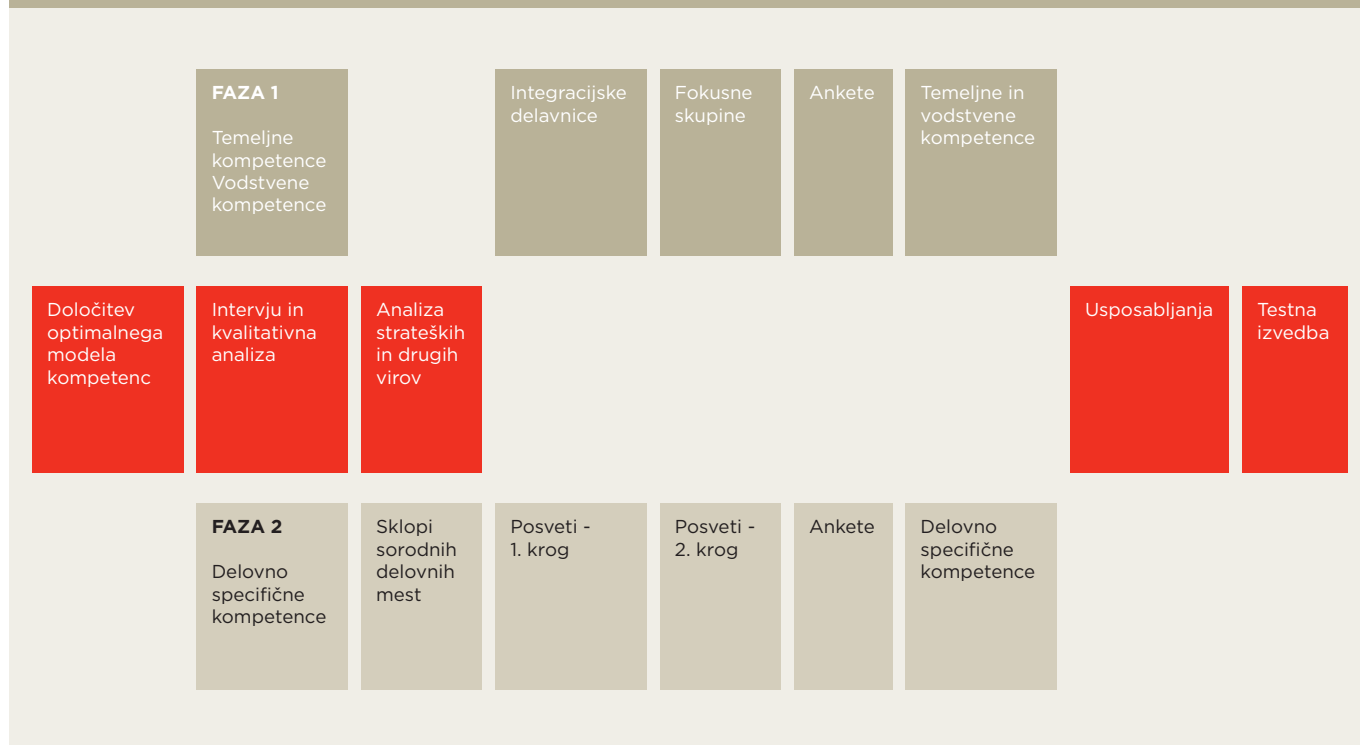 FAZA 1
Temeljne
kompetence
Vodstvene
kompetence
Integracijske
delavnice
Fokusne
skupine
Ankete
Temeljne in
vodstvene
kompetence
Določitev
optimalnega
modela
kompetenc
Intervju in
kvalitativna
analiza
Analiza
strateških
in drugih
virov
Usposabljanja
Testna
izvedba
FAZA 2
Delovno
specifične
kompetence
Sklopi
sorodnih
delovnih
mest
Posveti -
1. krog
Posveti -
2. krog
Ankete
Delovno
specifične
kompetence